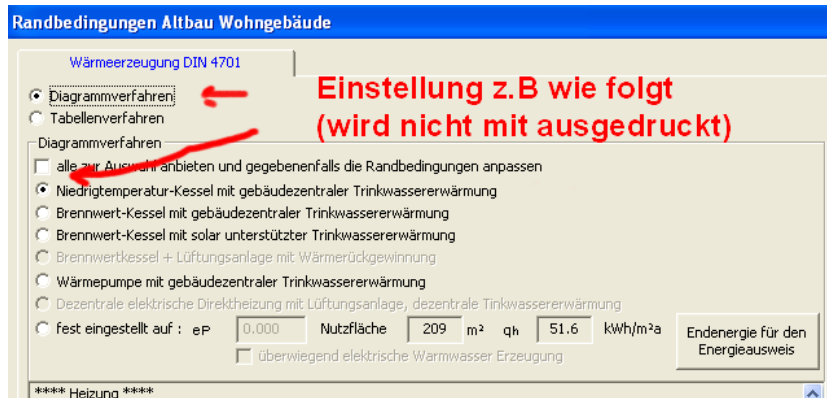 Randbedingungen Altbau Wohngebäude
Wärmeerzeugung DIN 4701
Diagrammverfahren
Einstellung z.B wie folgt
Tabellenverfahren
(wird nicht mit ausgedruckt)
Diagrammverfahren
alle zur Auswahl anbieten und gegebenenfalls die Randbedingungen anpassen
Niedrigtemperatur-Kessel mit gebäudezentraler Trinkwassererwärmung
Brennwert-Kessel mit gebäudezentraler Trinkwassererwärmung
Brennwert-Kessel mit solar unterstützter Trinkwassererwärmung
Brennwertkessel + Lüftungsanlage mit Wärmerückgewinnung
Wärmepumpe mit gebäudezentraler Trinkwassererwärmung
Dezentrale elektrische Direktheizung mit Lüftungsanlage, dezentrale Tinkwassererwärmung
fest eingestellt auf : eP 0.000 Nutzfläche 209 m² qh 51.6 kWh/m²a
Endenergie für den
Energieausweis
überwiegend elektrische Warmwasser Erzeugung
**** Heizung ****